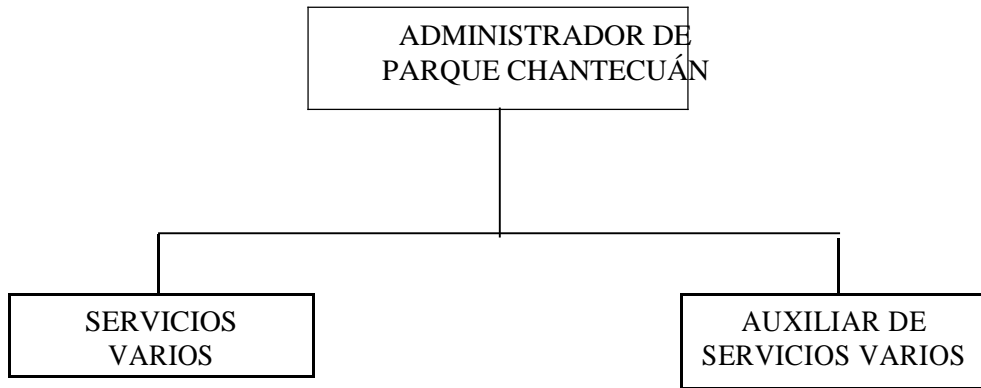 ADMINISTRADOR DE
PARQUE CHANTECUÁN
SERVICIOS
VARIOS
AUXILIAR DE
SERVICIOS VARIOS